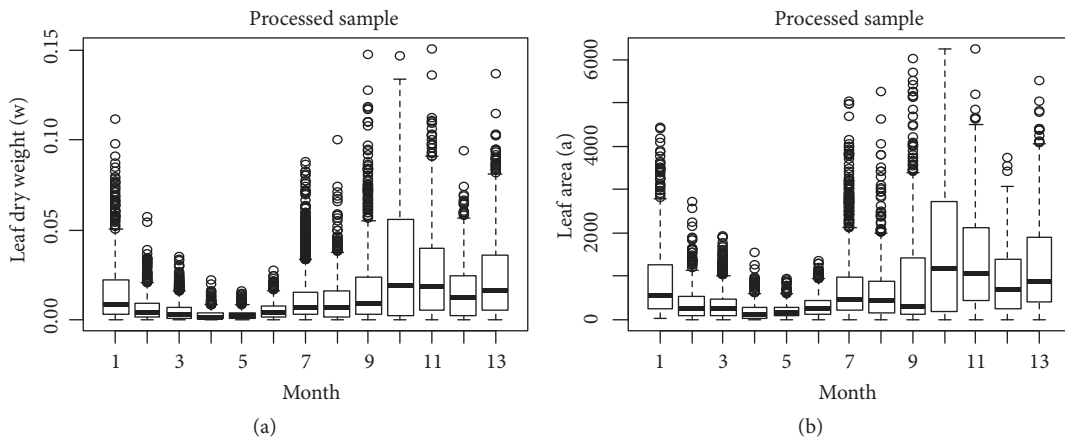 Processed sample
Leaf dry weight (w)
0.15
0.10
0.05
0.00
1 3 5 7 9 11 13
Month
(a)
Processed sample
Leaf area (a)
6000
4000
2000
0
1 3 5 7 9 11 13
Month
(b)